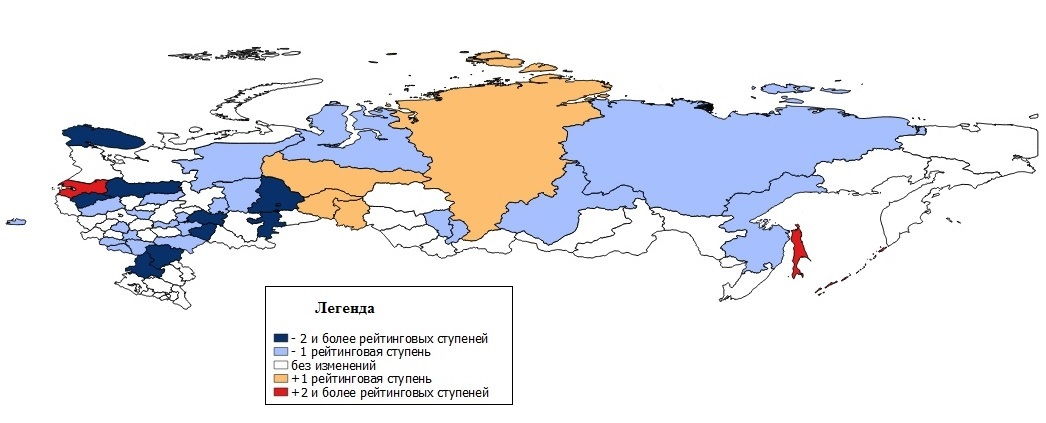 Легенда
- 2 и более рейтинговых ступеней
- 1 рейтинговая ступень
без изменений
+1 рейтинговая ступень
+2 и более рейтинговых ступеней